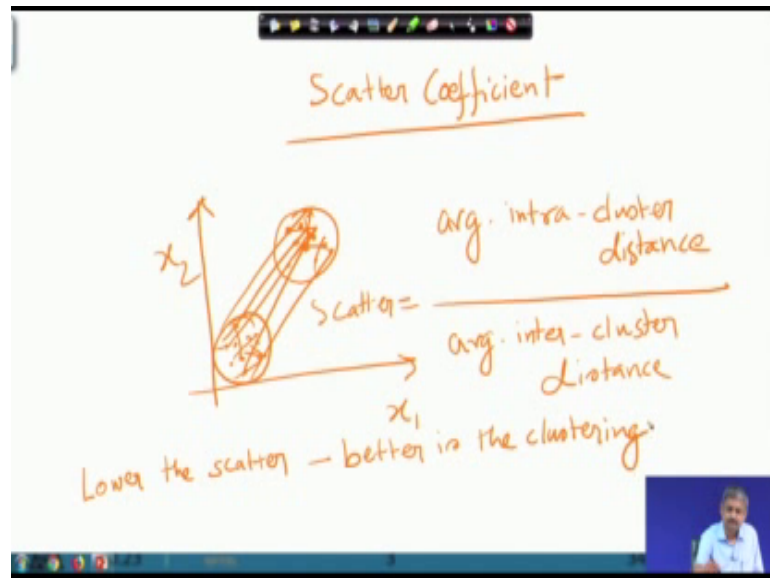 Scatter Coefficient
x2
Scatter =
avg. intra-cluster
distance
avg. inter-cluster
distance
x1
Lower the scatter — better is the clustering.
3